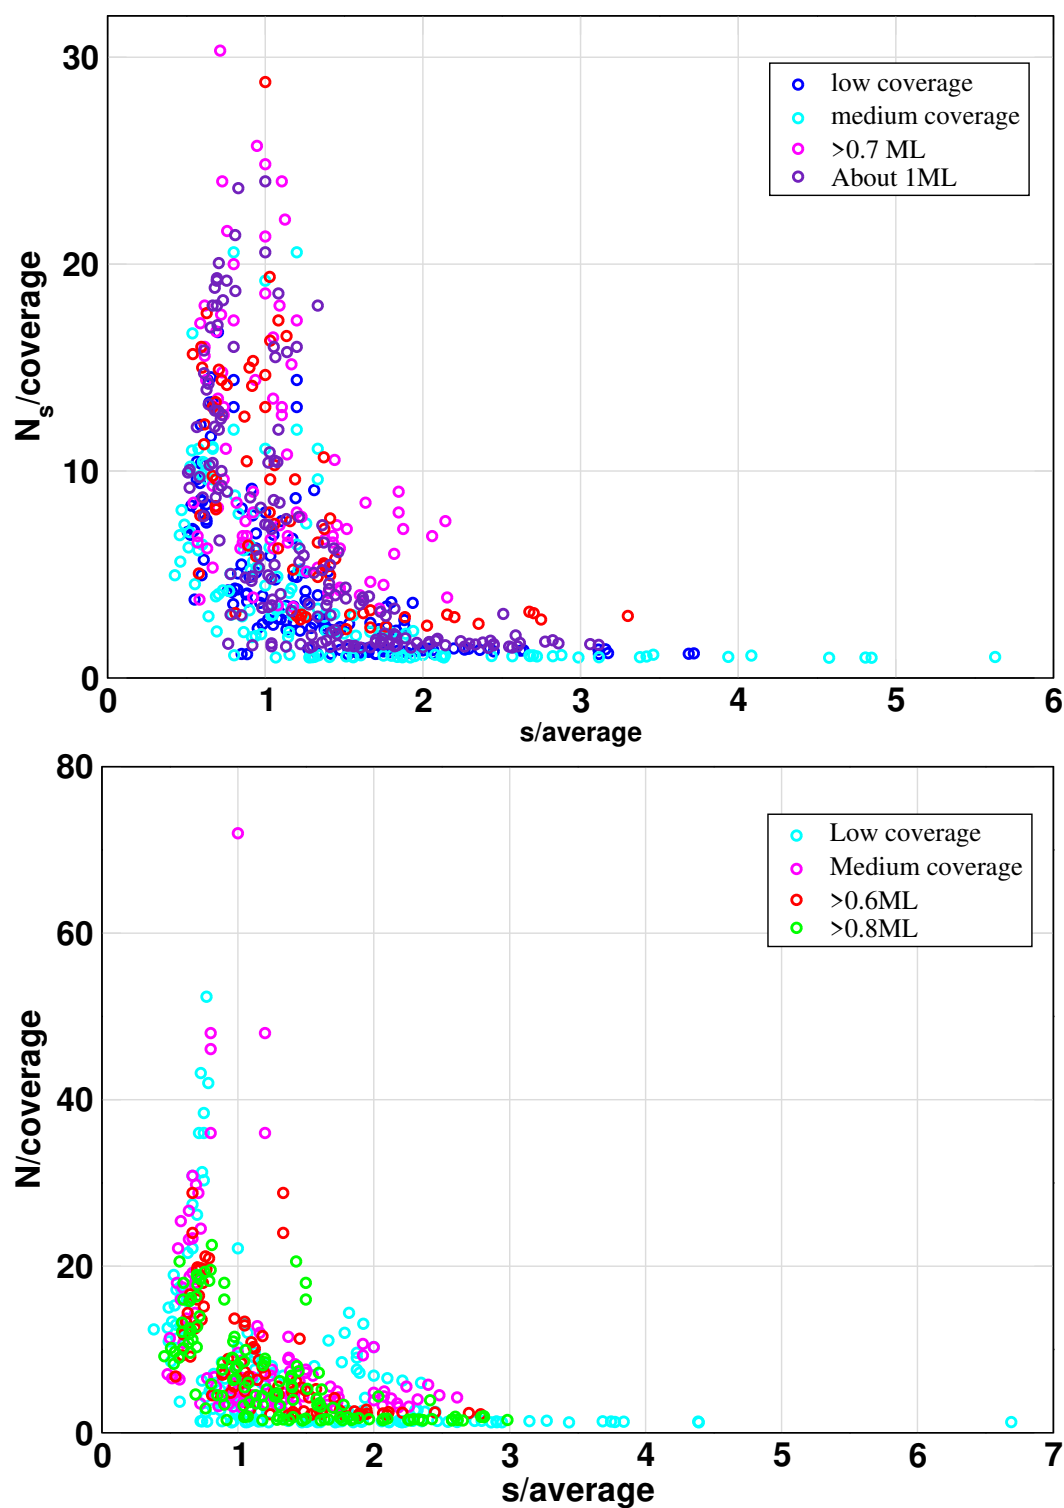 30
20
10
0
N_s/coverage
low coverage
medium coverage
>0.7 ML
About 1ML
0 1 2 3 4 5 6
s/average
80
60
40
20
0
N/coverage
Low coverage
Medium coverage
>0.6ML
>0.8ML
0 1 2 3 4 5 6 7
s/average